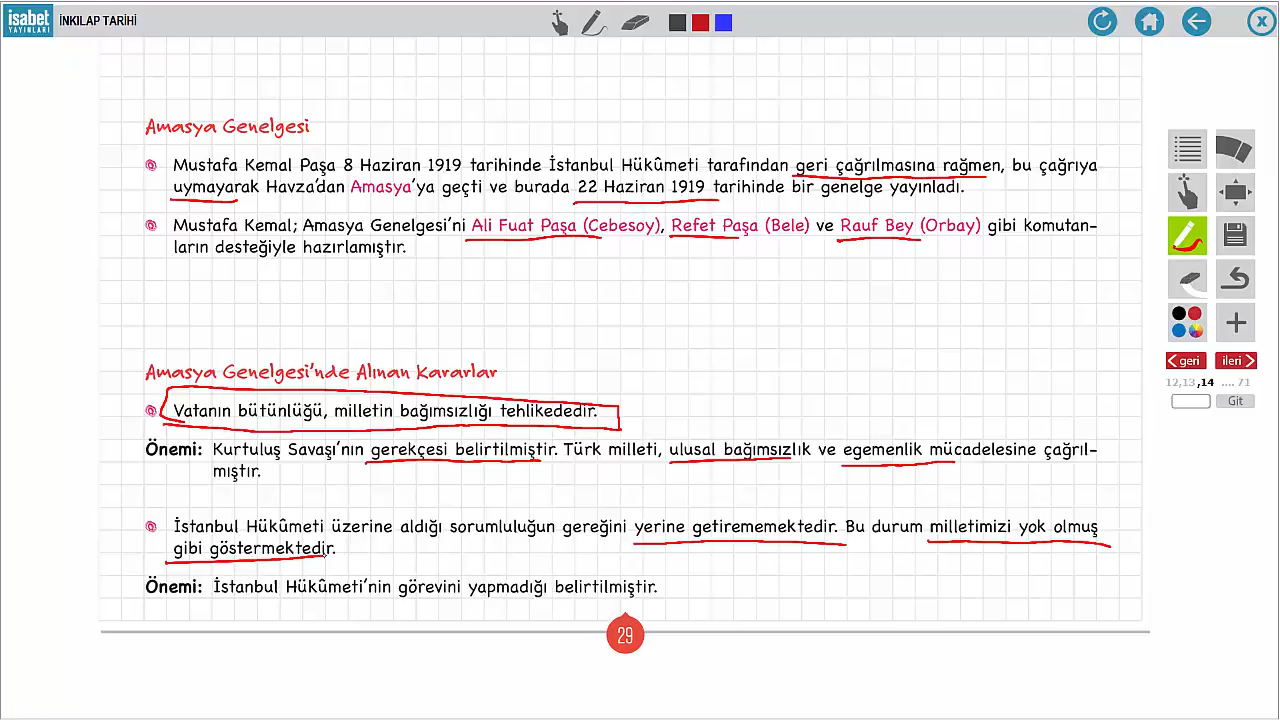 isabet
YAYINLARI
İNKILAP TARİHİ
Amasya Genelgesi
Mustafa Kemal Paşa 8 Haziran 1919 tarihinde İstanbul Hükûmeti tarafından geri çağrılmasına rağmen, bu çağrıya
uymayarak Havza'dan Amasya'ya geçti ve burada 22 Haziran 1919 tarihinde bir genelge yayınladı.
Mustafa Kemal; Amasya Genelgesi'ni Ali Fuat Paşa (Cebesoy), Refet Paşa (Bele) ve Rauf Bey (Orbay) gibi komutan-
ların desteğiyle hazırlamıştır.
Amasya Genelgesi'nde Alınan Kararlar
Vatanın bütünlüğü, milletin bağımsızlığı tehlikededir.
Önemi: Kurtuluş Savaşı'nın gerekçesi belirtilmiştir. Türk milleti, ulusal bağımsızlık ve egemenlik mücadelesine çağrıl-
mıştır.
İstanbul Hükûmeti üzerine aldığı sorumluluğun gereğini yerine getirememektedir. Bu durum milletimizi yok olmuş
gibi göstermektedir.
Önemi: İstanbul Hükûmeti'nin görevini yapmadığı belirtilmiştir.
29
geri
ileri
12,13,14 .... 71
Git